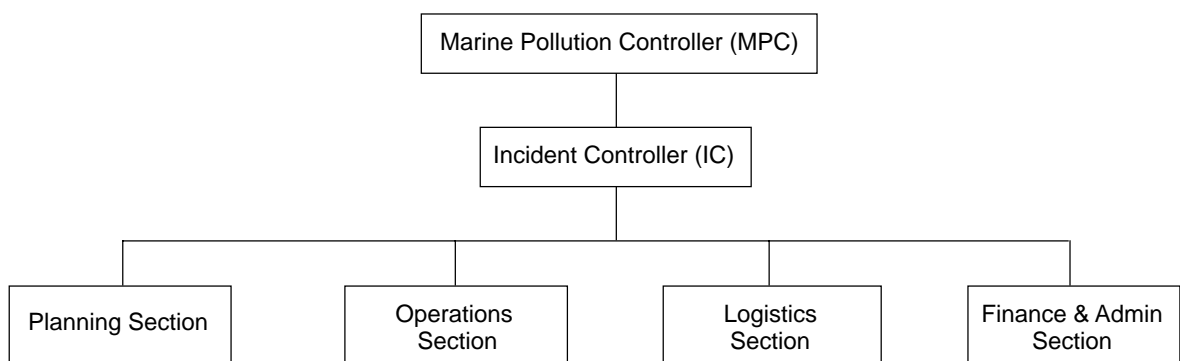 Marine Pollution Controller (MPC)
Incident Controller (IC)
Planning Section
Operations
Section
Logistics
Section
Finance & Admin
Section